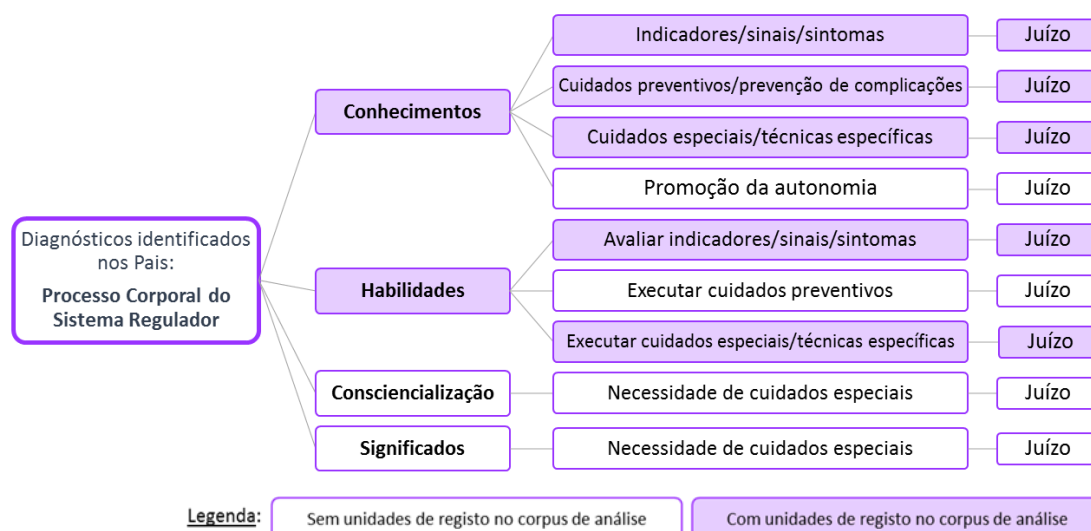 Diagnósticos identificados
nos Pais:
Processo Corporal do
Sistema Regulador
Conhecimentos
Indicadores/sinais/sintomas
Juízo
Cuidados preventivos/prevenção de complicações
Juízo
Cuidados especiais/técnicas específicas
Juízo
Promoção da autonomia
Juízo
Habilidades
Avaliar indicadores/sinais/sintomas
Juízo
Executar cuidados preventivos
Juízo
Executar cuidados especiais/técnicas específicas
Juízo
Consciencialização
Necessidade de cuidados especiais
Juízo
Significados
Necessidade de cuidados especiais
Juízo
Legenda:
Sem unidades de registo no corpus de análise
Com unidades de registo no corpus de análise